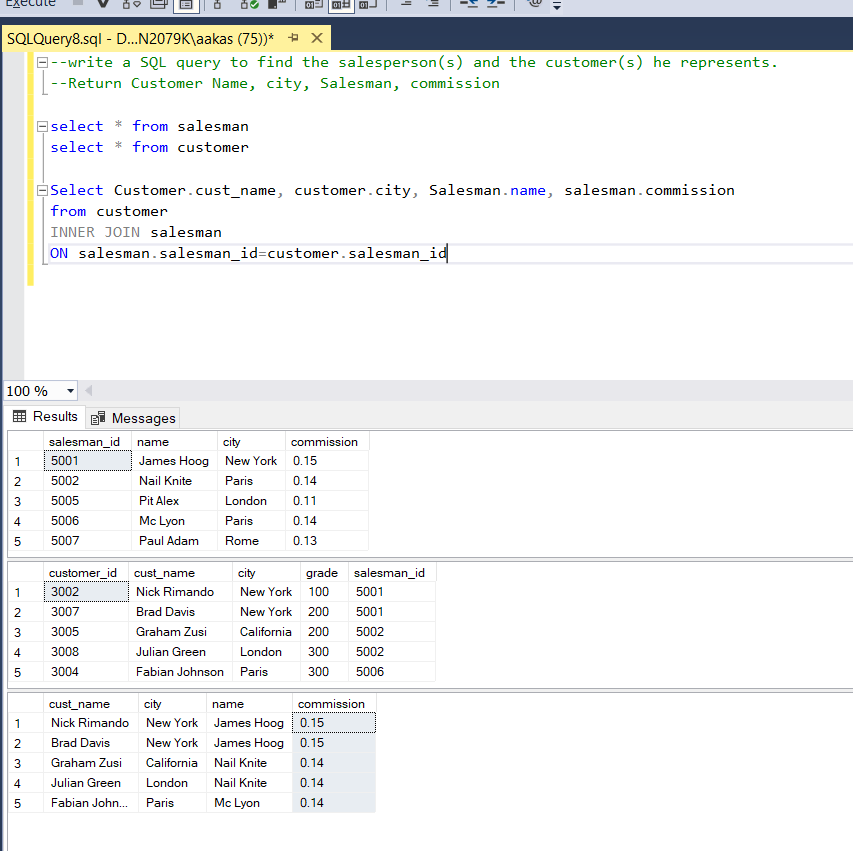 Execute
SQLQuery8.sql - D...N2079K\aakas (75))*
--write a SQL query to find the salesperson(s) and the customer(s) he represents.
--Return Customer Name, city, Salesman, commission
select * from salesman
select * from customer
Select Customer.cust_name, customer.city, Salesman.name, salesman.commission
from customer
INNER JOIN salesman
ON salesman.salesman_id=customer.salesman_id
100 %
Results Messages
salesman_id name city commission
1 5001 James Hoog New York 0.15
2 5002 Nail Knite Paris 0.14
3 5005 Pit Alex London 0.11
4 5006 Mc Lyon Paris 0.14
5 5007 Paul Adam Rome 0.13
customer_id cust_name city grade salesman_id
1 3002 Nick Rimando New York 100 5001
2 3007 Brad Davis New York 200 5001
3 3005 Graham Zusi California 200 5002
4 3008 Julian Green London 300 5002
5 3004 Fabian Johnson Paris 300 5006
cust_name city name commission
1 Nick Rimando New York James Hoog 0.15
2 Brad Davis New York James Hoog 0.15
3 Graham Zusi California Nail Knite 0.14
4 Julian Green London Nail Knite 0.14
5 Fabian John... Paris Mc Lyon 0.14